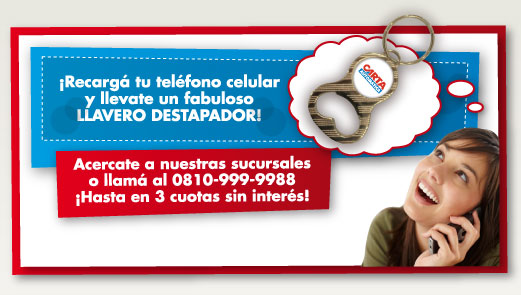 ¡Recargá tu teléfono celular
y llevate un fabuloso
LLAVERO DESTAPADOR!
CARTA
Acercate a nuestras sucursales
o llamá al 0810-999-9988
¡Hasta en 3 cuotas sin interés!